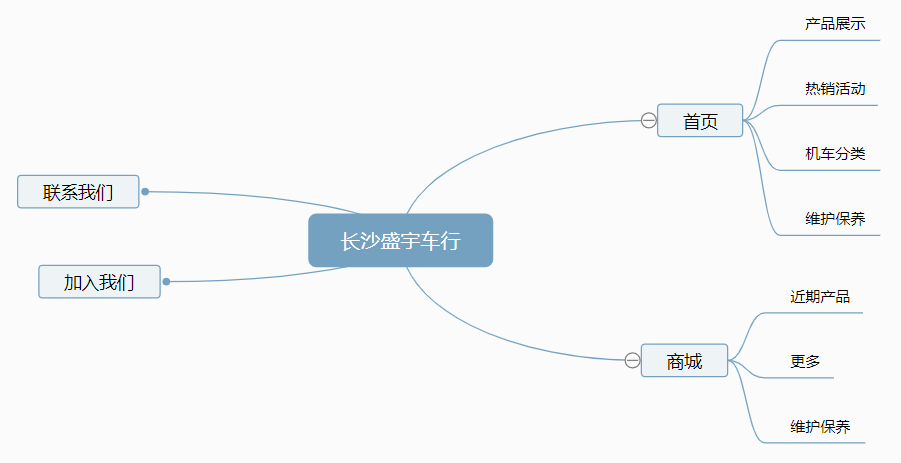 长沙盛宇车行
首页
产品展示
热销活动
机车分类
维护保养
商城
近期产品
更多
维护保养
联系我们
加入我们